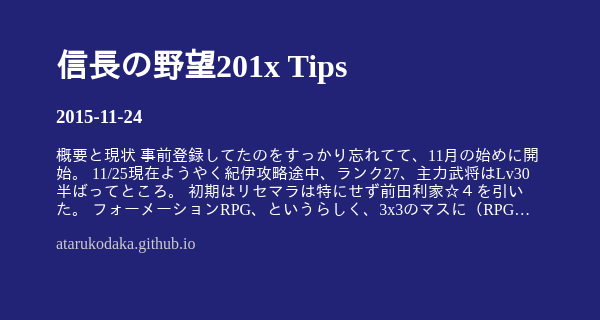 信長の野望201x Tips
2015-11-24
概要と現状 事前登録してたのをすっかり忘れてて、11月の始めに開
始。 11/25現在ようやく紀伊攻略途中、ランク27、主力武将はLv30
半ばってところ。 初期はリセマラは特にせず前田利家☆４を引い
た。 フォーメーションRPG、というらしく、3x3のマスに（RPG…
atarukodaka.github.io